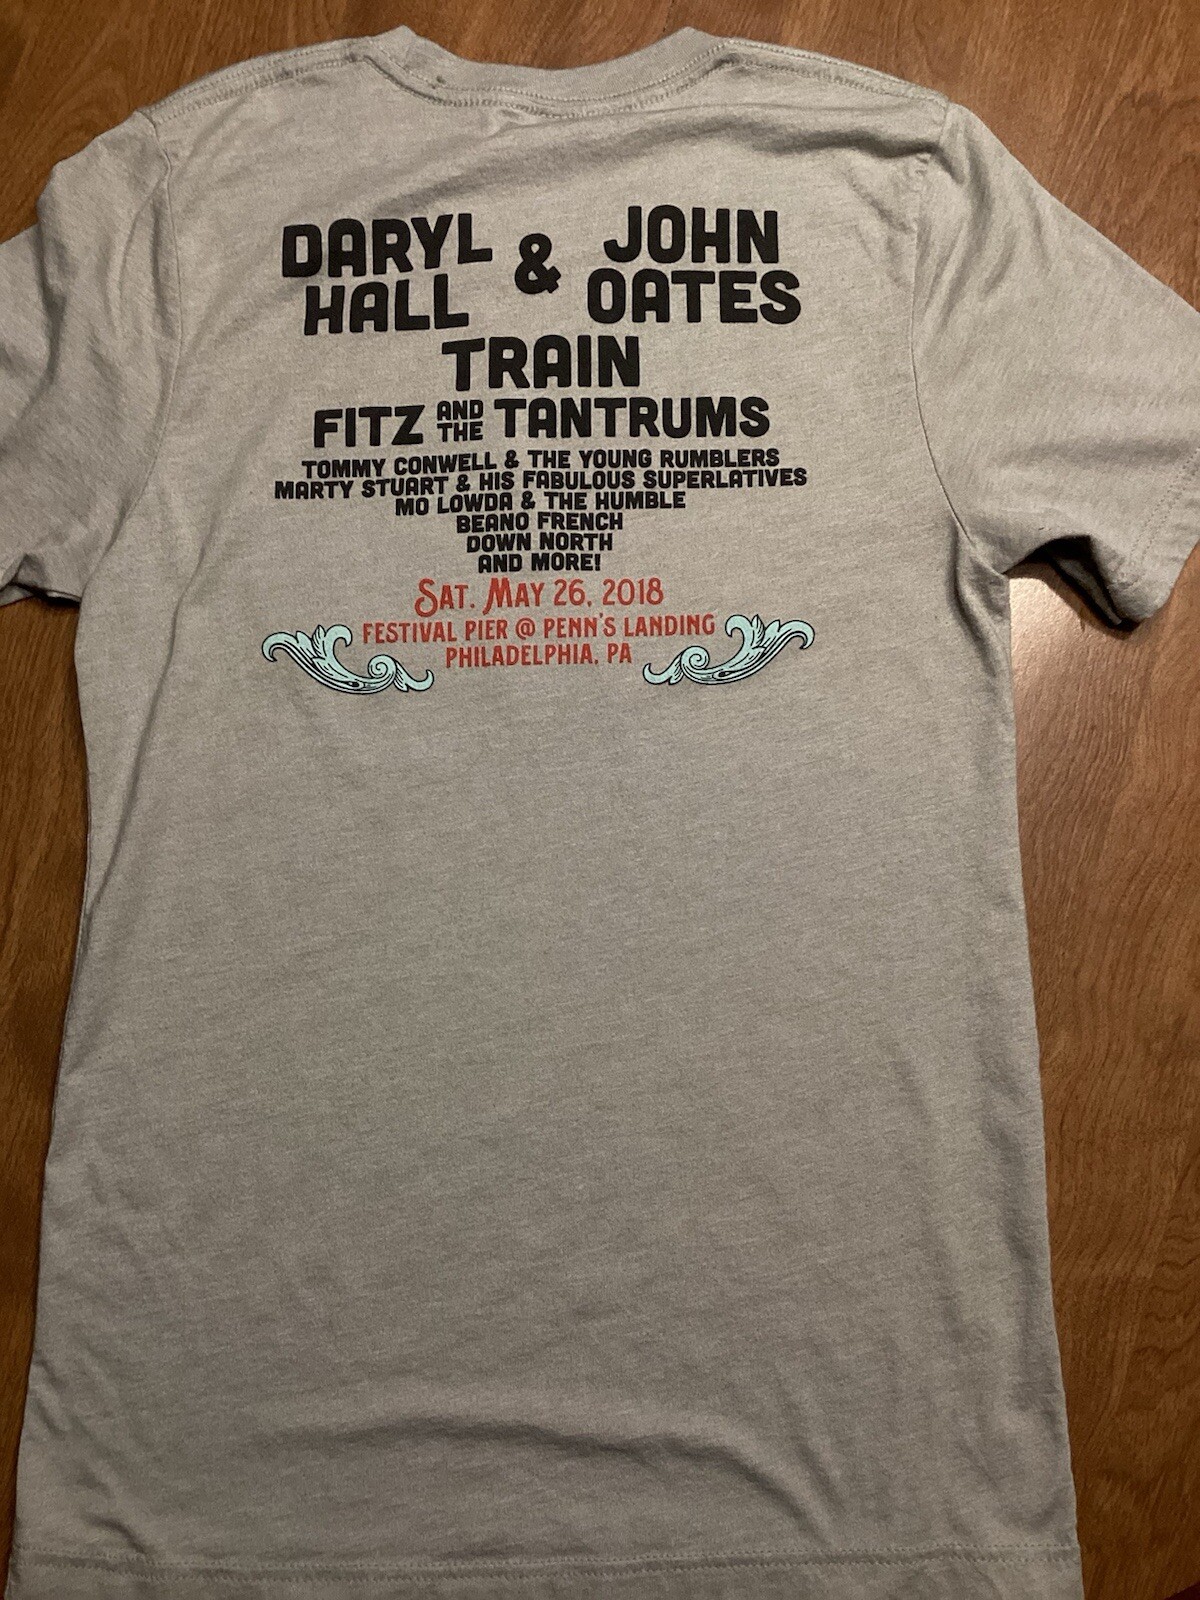 DARYL HALL & JOHN OATES
TRAIN
FITZ AND THE TANTRUMS
TOMMY CONWELL & THE YOUNG RUMBLERS
MARTY STUART & HIS FABULOUS SUPERLATIVES
MO LOWDA & THE HUMBLE
BEANO FRENCH
DOWN NORTH
AND MORE!
SAT. MAY 26, 2018
FESTIVAL PIER @ PENN'S LANDING
PHILADELPHIA, PA